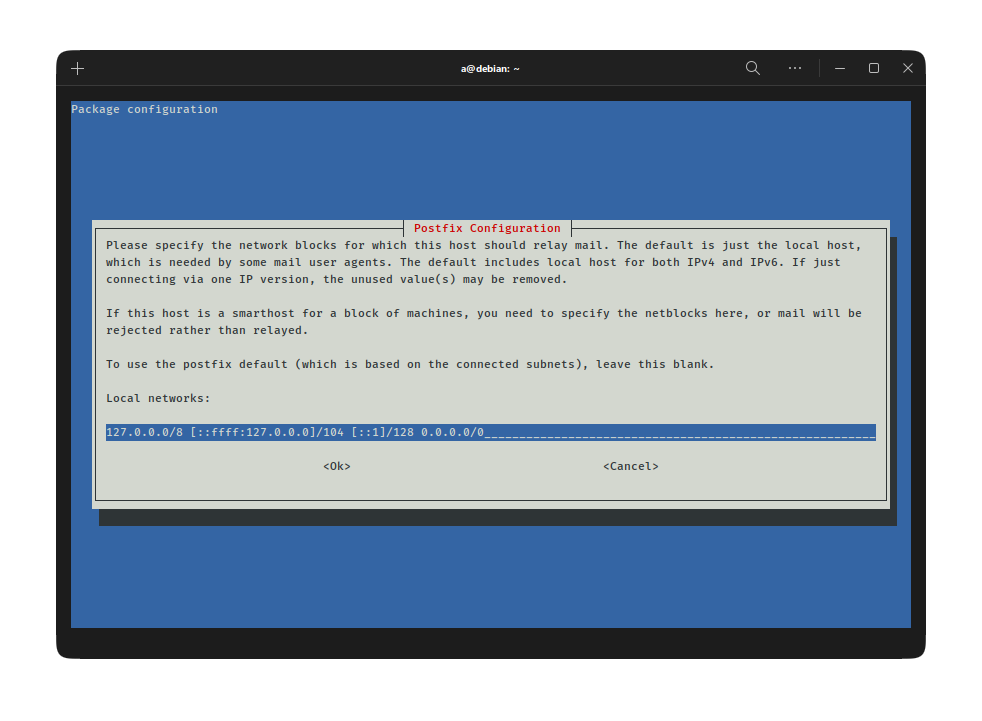 a@debian: ~
Package configuration
Postfix Configuration
Please specify the network blocks for which this host should relay mail. The default is just the local host,
which is needed by some mail user agents. The default includes local host for both IPv4 and IPv6. If just
connecting via one IP version, the unused value(s) may be removed.
If this host is a smarthost for a block of machines, you need to specify the netblocks here, or mail will be
rejected rather than relayed.
To use the postfix default (which is based on the connected subnets), leave this blank.
Local networks:
127.0.0.0/8 [::ffff:127.0.0.0]/104 [::1]/128 0.0.0.0/0_______________________________________________________
<Ok> <Cancel>